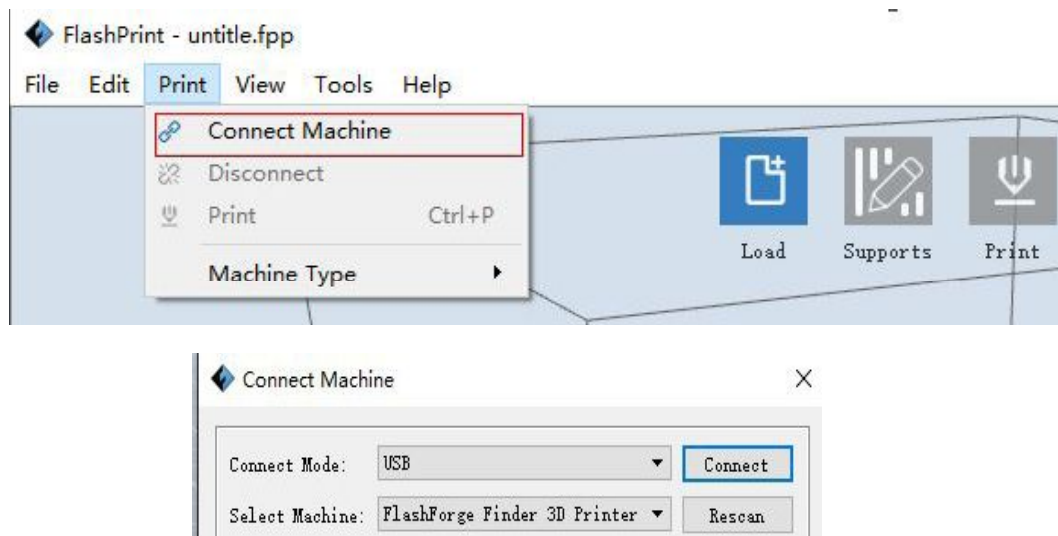 FlashPrint - untitle.fpp
File Edit Print View Tools Help
Connect Machine
Disconnect
Print Ctrl+P
Machine Type
Load Supports Print
Connect Machine
Connect Mode: USB Connect
Select Machine: FlashForge Finder 3D Printer Rescan